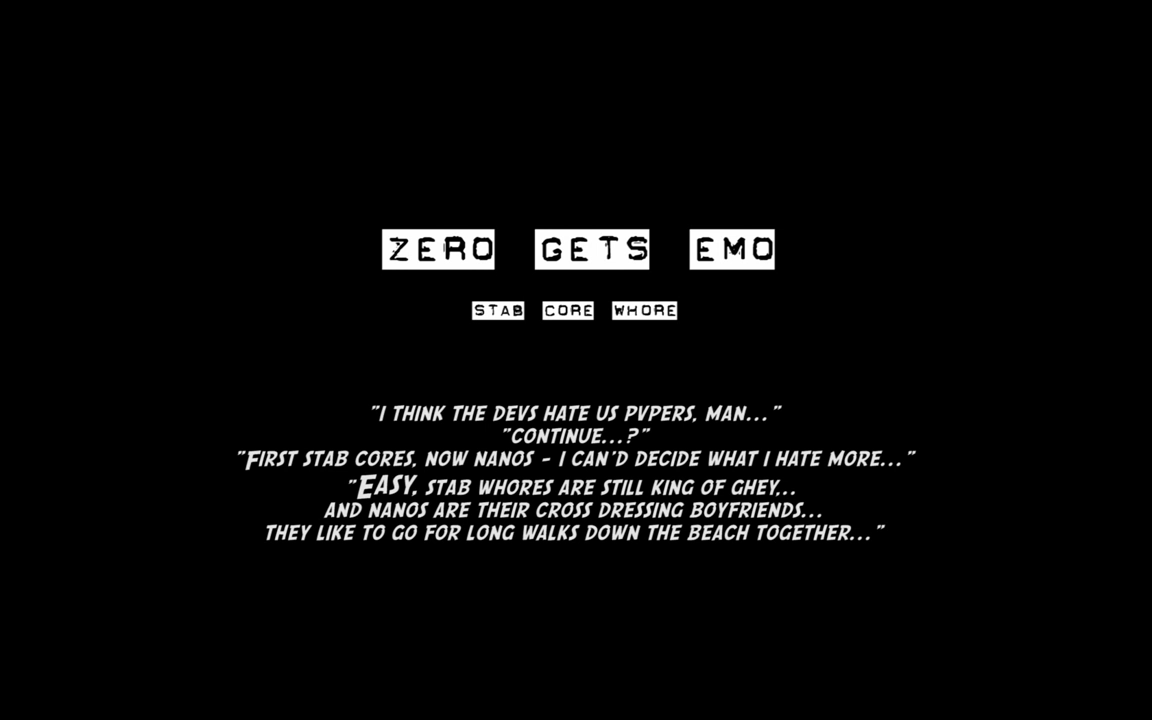 ZERO GETS EMO
STAB CORE WHORE
"I THINK THE DEVS HATE US PVPERS, MAN..."
"CONTINUE...?"
"FIRST STAB CORES, NOW NANOS - I CAN'D DECIDE WHAT I HATE MORE..."
"EASY, STAB WHORES ARE STILL KING OF GHEY...
AND NANOS ARE THEIR CROSS DRESSING BOYFRIENDS...
THEY LIKE TO GO FOR LONG WALKS DOWN THE BEACH TOGETHER..."